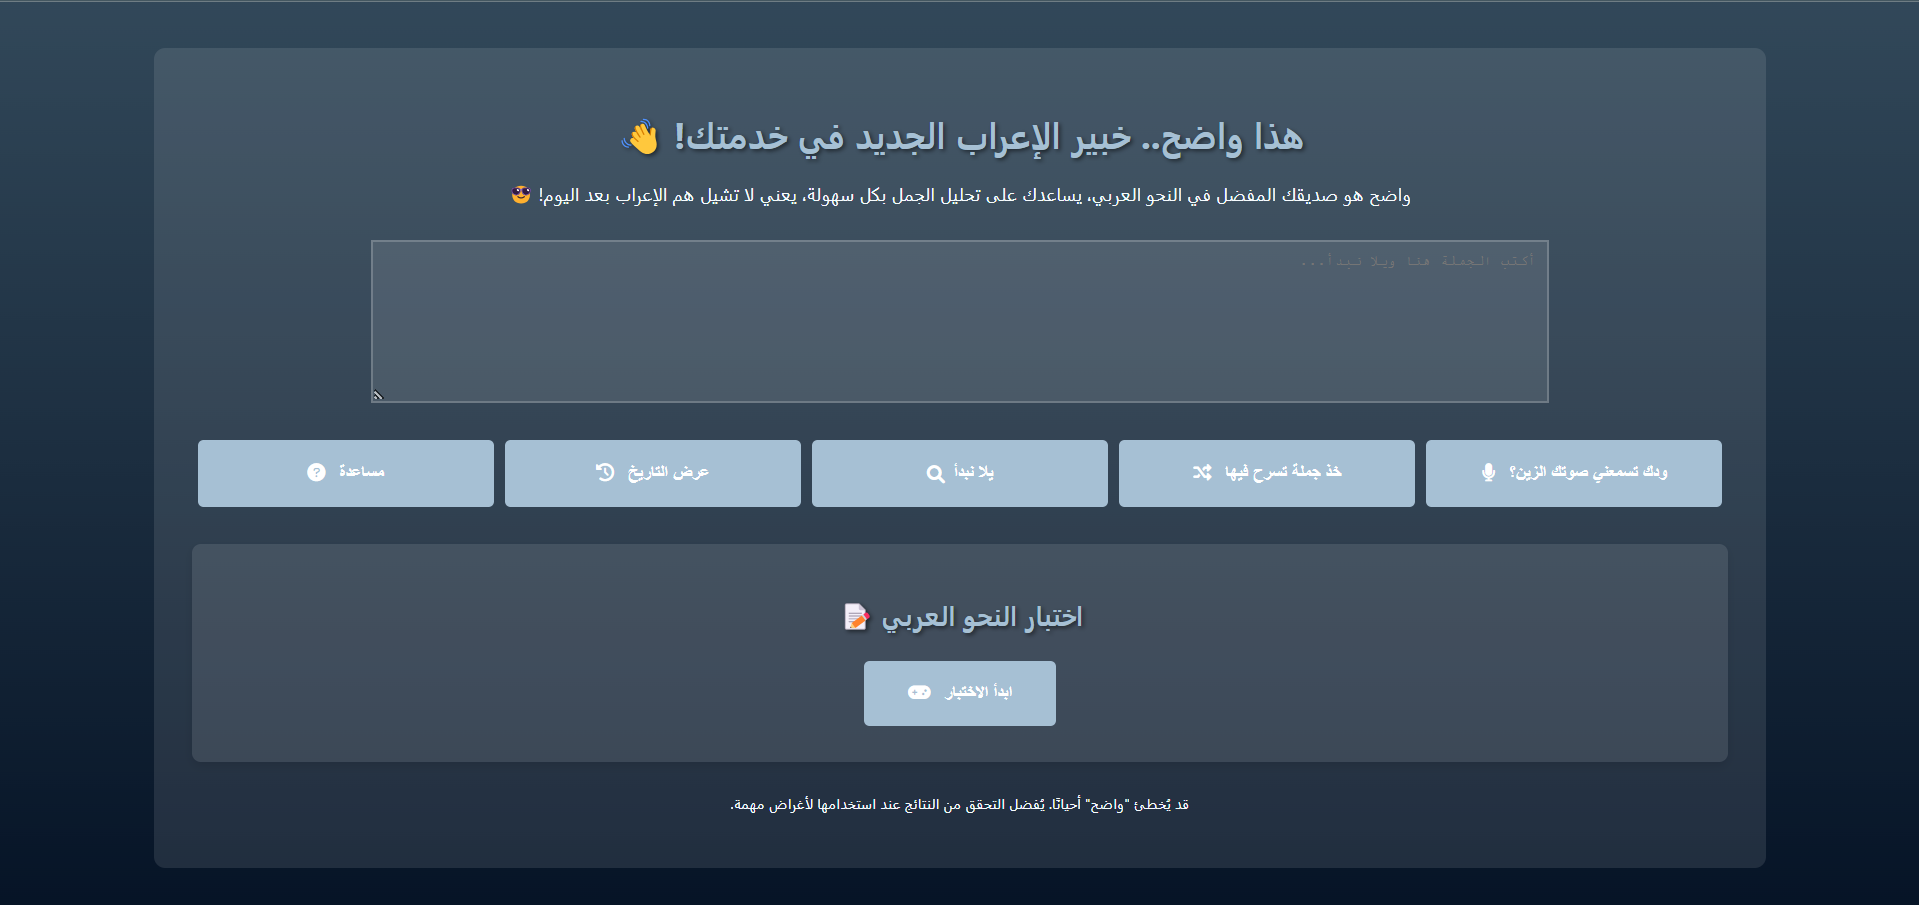 هذا واضح.. خبير الإعراب الجديد في خدمتك! 👋
واضح هو صديقك المفضل في النحو العربي، يساعدك على تحليل الجمل بكل سهولة، يعني لا تشيل هم الإعراب بعد اليوم! 😎
أكتب الجملة هنا ويلا نبدأ...
ودك تسمعني صوتك الزين؟
خذ جملة تسرح فيها
يلا نبدأ
عرض التاريخ
مساعدة
اختبار النحو العربي 📝
ابدأ الاختبار
قد يُخطئ "واضح" أحيانًا. يُفضل التحقق من النتائج عند استخدامها لأغراض مهمة.